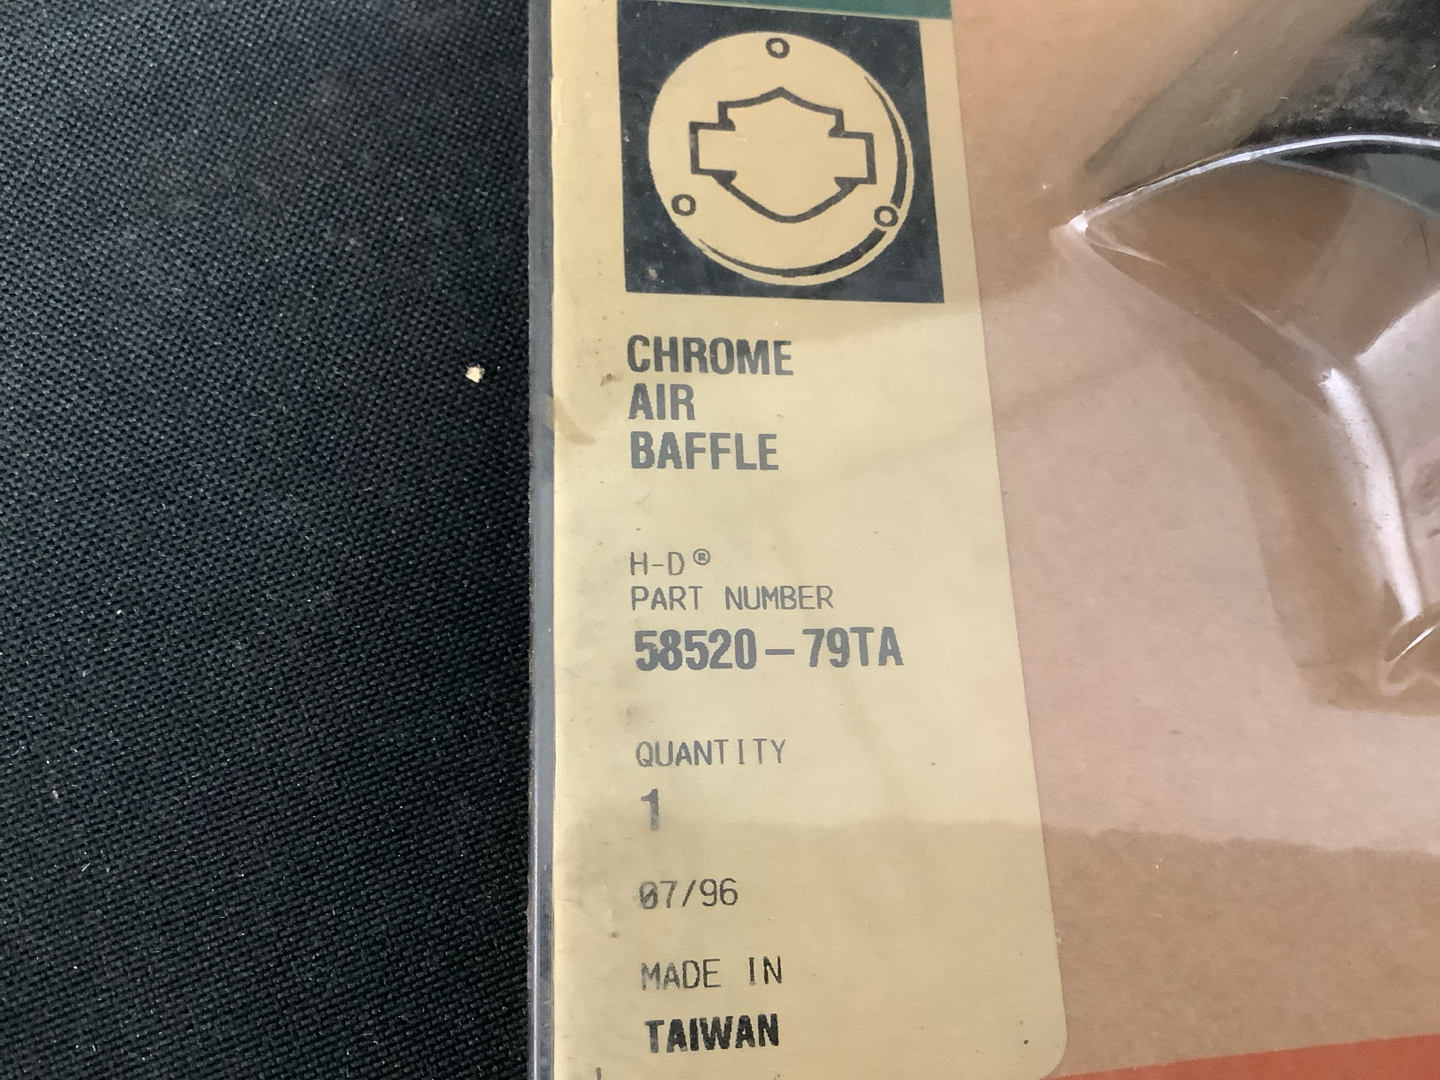 CHROME
AIR
BAFFLE
H-D®
PART NUMBER
58520-79TA
QUANTITY
1
07/96
MADE IN
TAIWAN